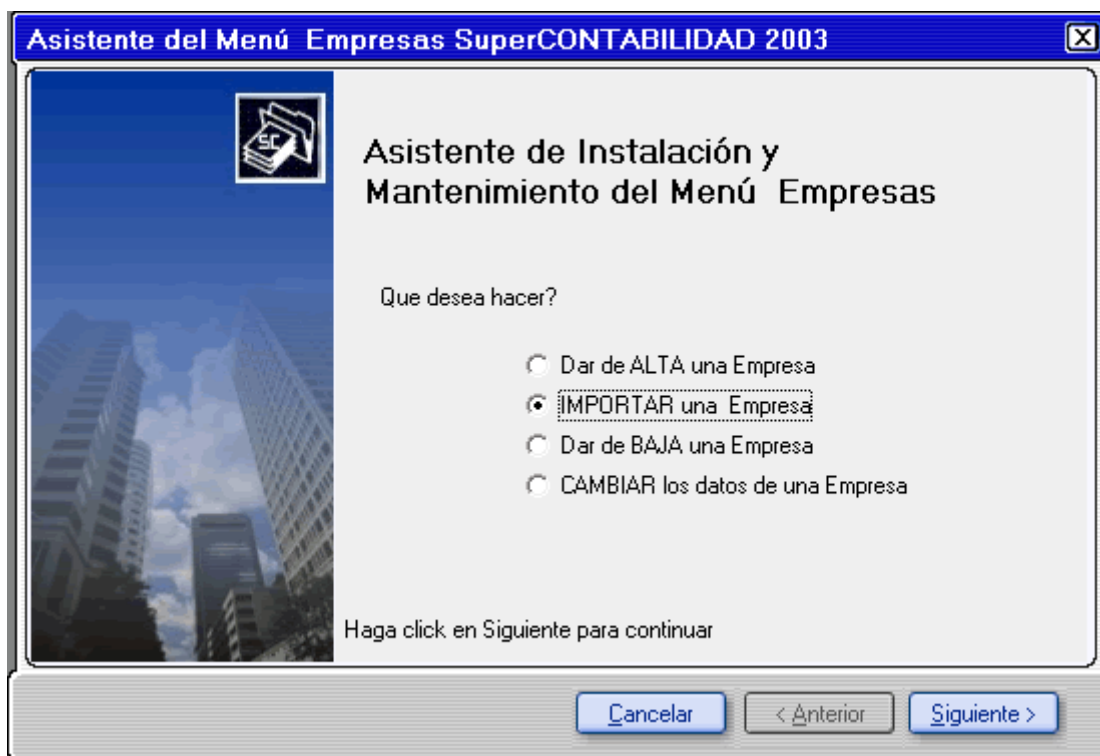 Asistente del Menú Empresas SuperCONTABILIDAD 2003
SC
Asistente de Instalación y
Mantenimiento del Menú Empresas
Que desea hacer?
Dar de ALTA una Empresa
IMPORTAR una Empresa
Dar de BAJA una Empresa
CAMBIAR los datos de una Empresa
Haga click en Siguiente para continuar
Cancelar
< Anterior
Siguiente >